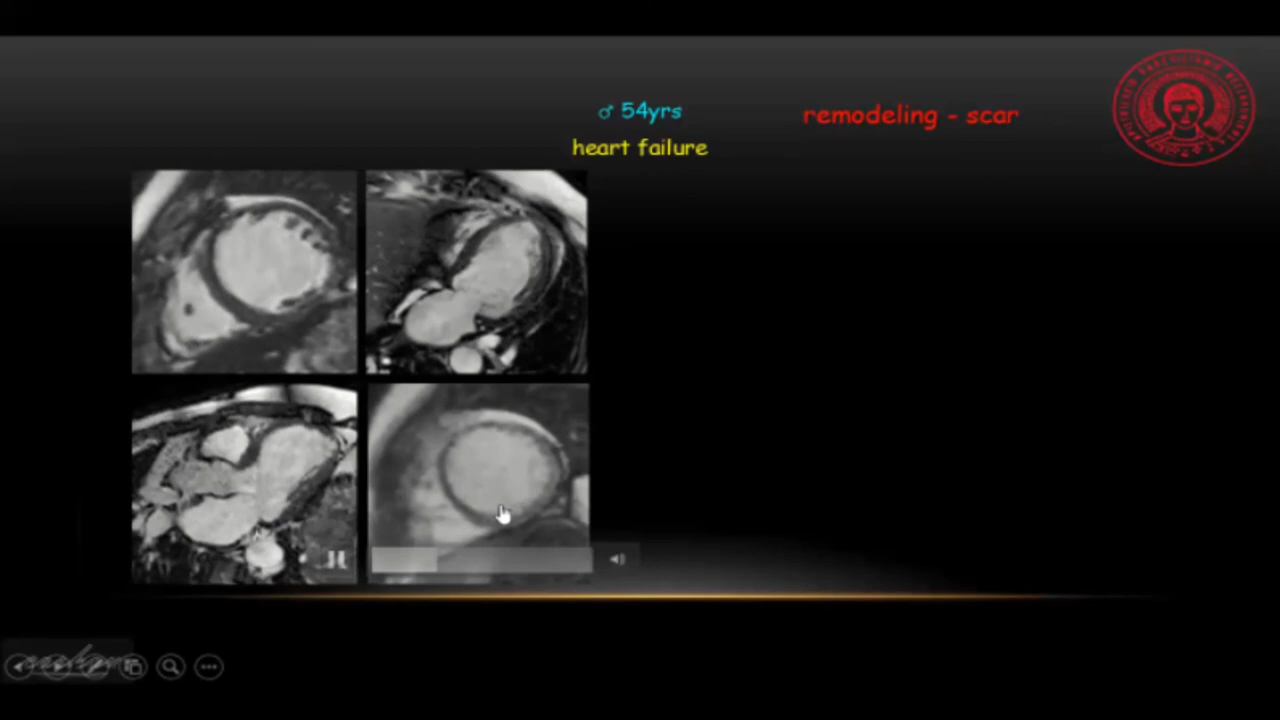 ♂ 54yrs
remodeling - scar
heart failure